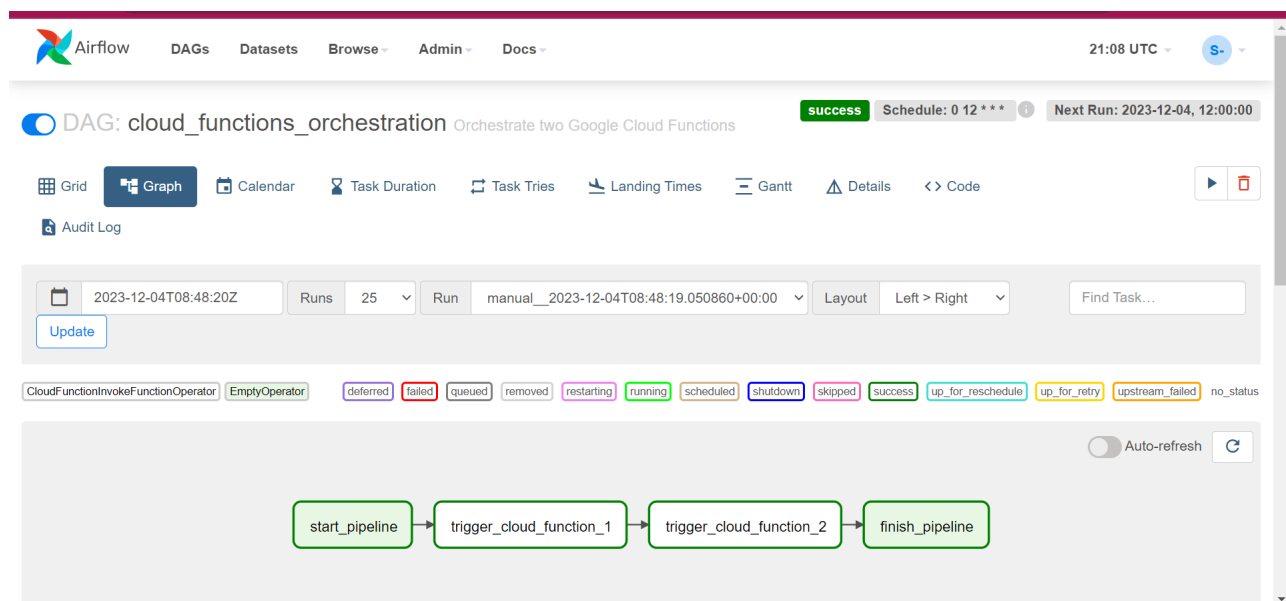 Airflow DAGs Datasets Browse Admin Docs 21:08 UTC S-
DAG: cloud_functions_orchestration Orchestrate two Google Cloud Functions success Schedule: 0 12 * * * i Next Run: 2023-12-04, 12:00:00
Grid Graph Calendar Task Duration Task Tries Landing Times Gantt Details <> Code
Audit Log
2023-12-04T08:48:20Z Runs 25 Run manual__2023-12-04T08:48:19.050860+00:00 Layout Left > Right Find Task...
Update
CloudFunctionInvokeFunctionOperator EmptyOperator deferred failed queued removed restarting running scheduled shutdown skipped success up_for_reschedule up_for_retry upstream_failed no_status
Auto-refresh
start_pipeline trigger_cloud_function_1 trigger_cloud_function_2 finish_pipeline